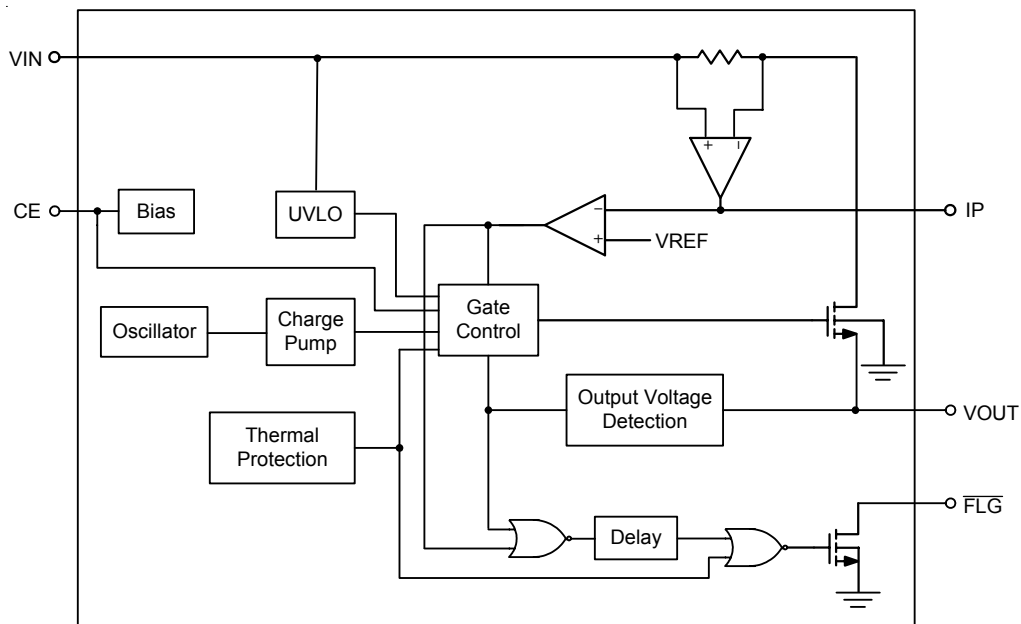 VIN
+ −
CE
Bias
UVLO
−
+
VREF
IP
Oscillator
Charge
Pump
Gate
Control
Output Voltage
Detection
VOUT
Thermal
Protection
FLG
Delay